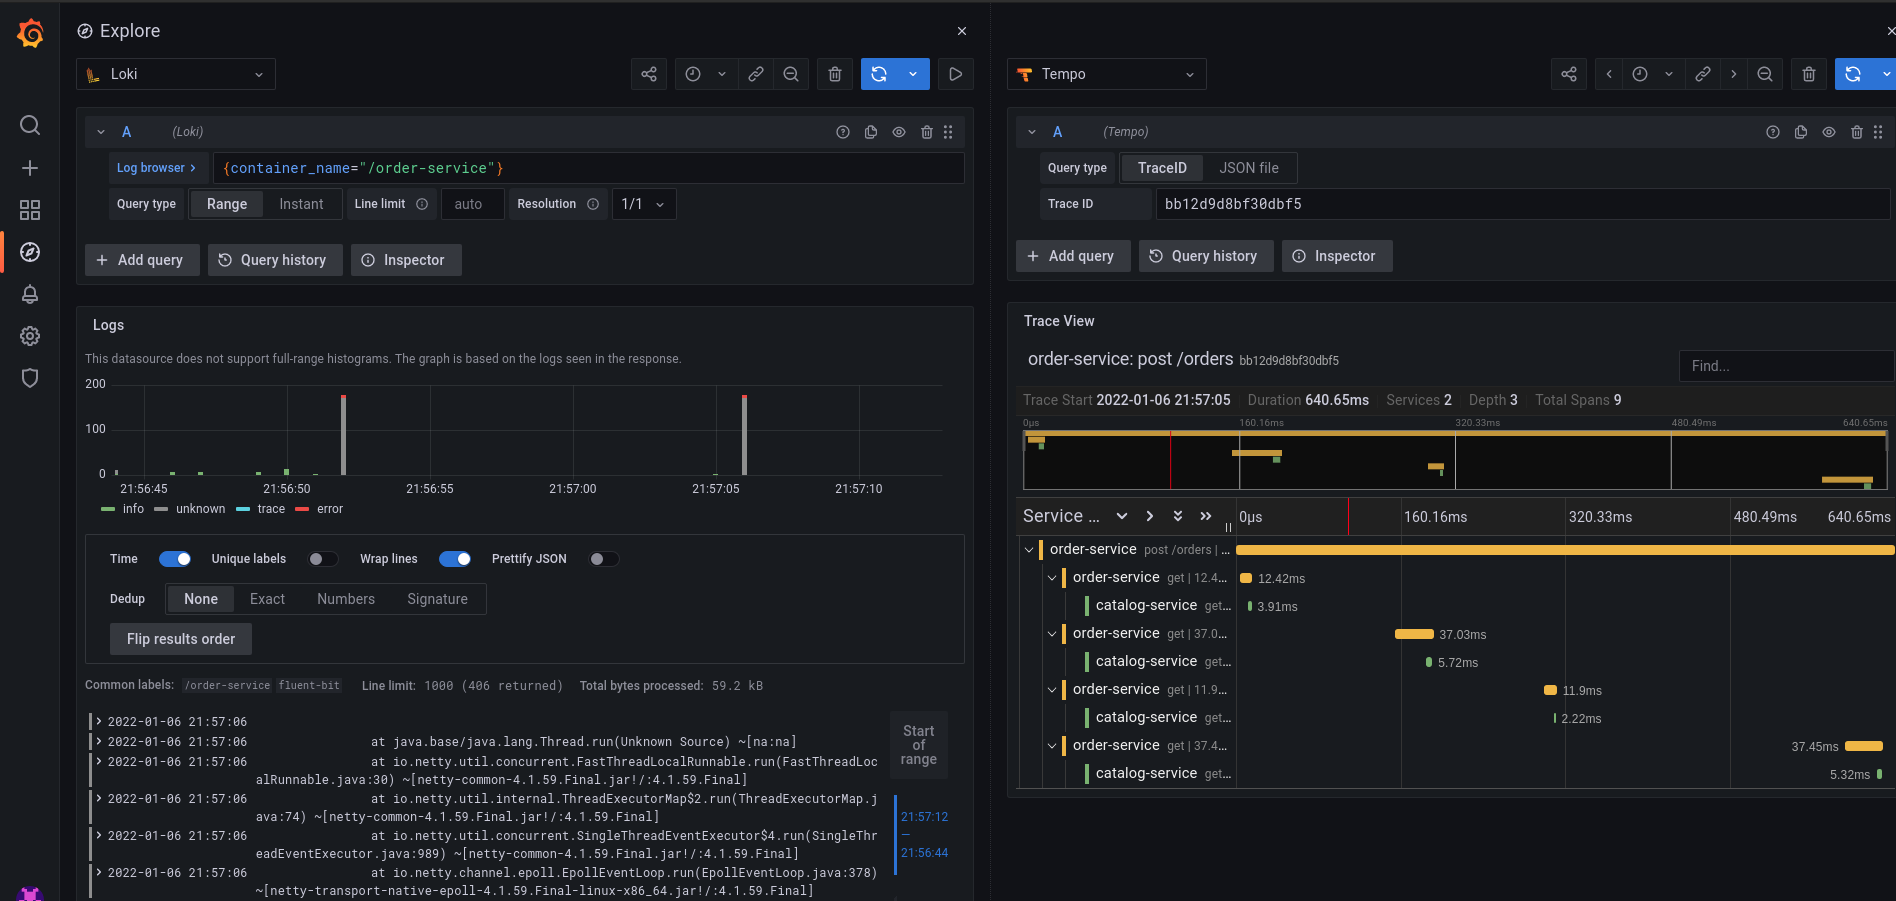 Explore
Loki
A (Loki)
Log browser >
{container_name="/order-service"}
Query type Range Instant Line limit auto Resolution 1/1
+ Add query Query history Inspector
Logs
This datasource does not support full-range histograms. The graph is based on the logs seen in the response.
200
100
0
21:56:45 21:56:50 21:56:55 21:57:00 21:57:05 21:57:10
info unknown trace error
Time Unique labels Wrap lines Prettify JSON
Dedup None Exact Numbers Signature
Flip results order
Common labels: /order-service fluent-bit Line limit: 1000 (406 returned) Total bytes processed: 59.2 kB
2022-01-06 21:57:06
2022-01-06 21:57:06 at java.base/java.lang.Thread.run(Unknown Source) ~[na:na]
2022-01-06 21:57:06 at io.netty.util.concurrent.FastThreadLocalRunnable.run(FastThreadLoc
alRunnable.java:30) ~[netty-common-4.1.59.Final.jar!/:4.1.59.Final]
2022-01-06 21:57:06 at io.netty.util.internal.ThreadExecutorMap$2.run(ThreadExecutorMap.j
ava:74) ~[netty-common-4.1.59.Final.jar!/:4.1.59.Final]
2022-01-06 21:57:06 at io.netty.util.concurrent.SingleThreadEventExecutor$4.run(SingleThr
eadEventExecutor.java:989) ~[netty-common-4.1.59.Final.jar!/:4.1.59.Final]
2022-01-06 21:57:06 at io.netty.channel.epoll.EpollEventLoop.run(EpollEventLoop.java:378)
~[netty-transport-native-epoll-4.1.59.Final-linux-x86_64.jar!/:4.1.59.Final]
Start
of
range
21:57:12
—
21:56:44
Tempo
A (Tempo)
Query type TraceID JSON file
Trace ID bb12d9d8bf30dbf5
+ Add query Query history Inspector
Trace View
order-service: post /orders bb12d9d8bf30dbf5
Find...
Trace Start 2022-01-06 21:57:05 Duration 640.65ms Services 2 Depth 3 Total Spans 9
0μs 160.16ms 320.33ms 480.49ms 640.65ms
Service ... 0μs 160.16ms 320.33ms 480.49ms 640.65ms
order-service post /orders | ...
order-service get | 12.4... 12.42ms
catalog-service get... 3.91ms
order-service get | 37.0... 37.03ms
catalog-service get... 5.72ms
order-service get | 11.9... 11.9ms
catalog-service get... 2.22ms
order-service get | 37.4... 37.45ms
catalog-service get... 5.32ms